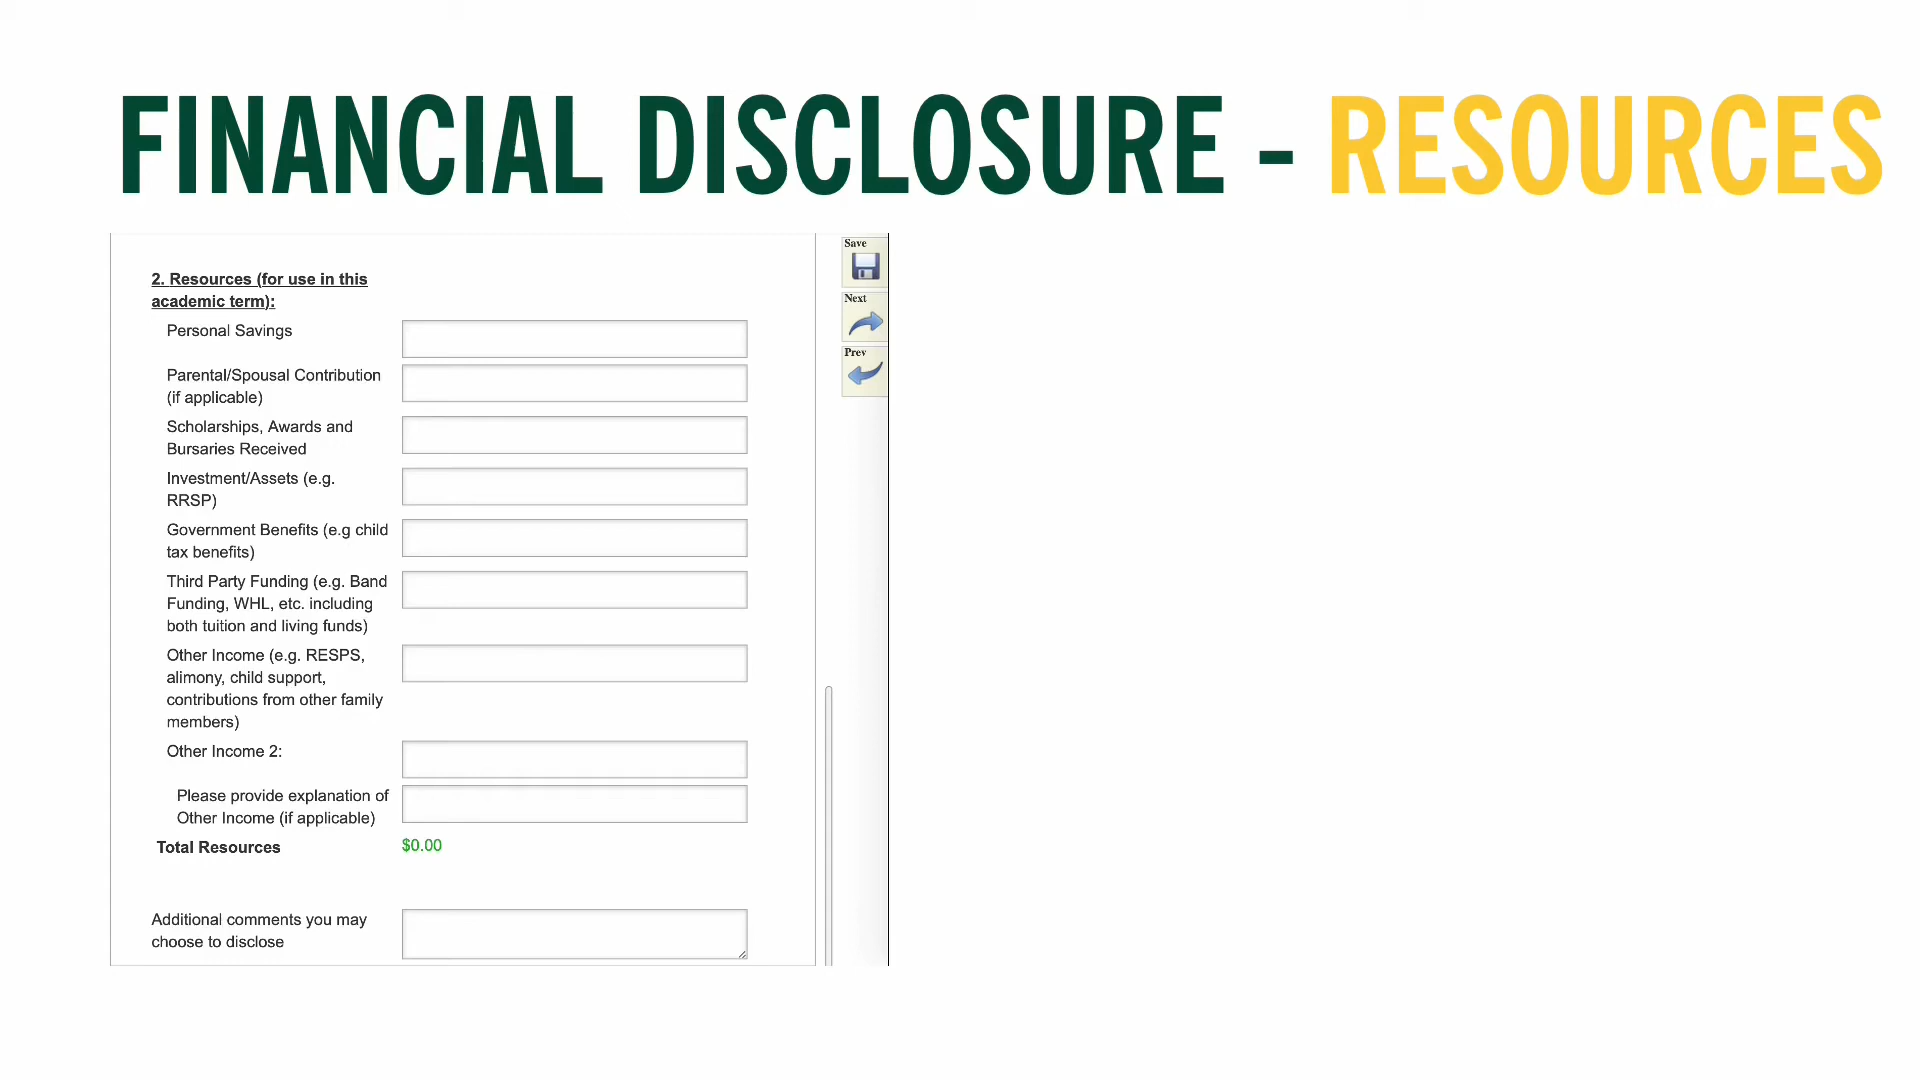 FINANCIAL DISCLOSURE - RESOURCES
Save
2. Resources (for use in this
academic term):
Next
Personal Savings
Prev
Parental/Spousal Contribution
(if applicable)
Scholarships, Awards and
Bursaries Received
Investment/Assets (e.g.
RRSP)
Government Benefits (e.g child
tax benefits)
Third Party Funding (e.g. Band
Funding, WHL, etc. including
both tuition and living funds)
Other Income (e.g. RESPS,
alimony, child support,
contributions from other family
members)
Other Income 2:
Please provide explanation of
Other Income (if applicable)
Total Resources $0.00
Additional comments you may
choose to disclose